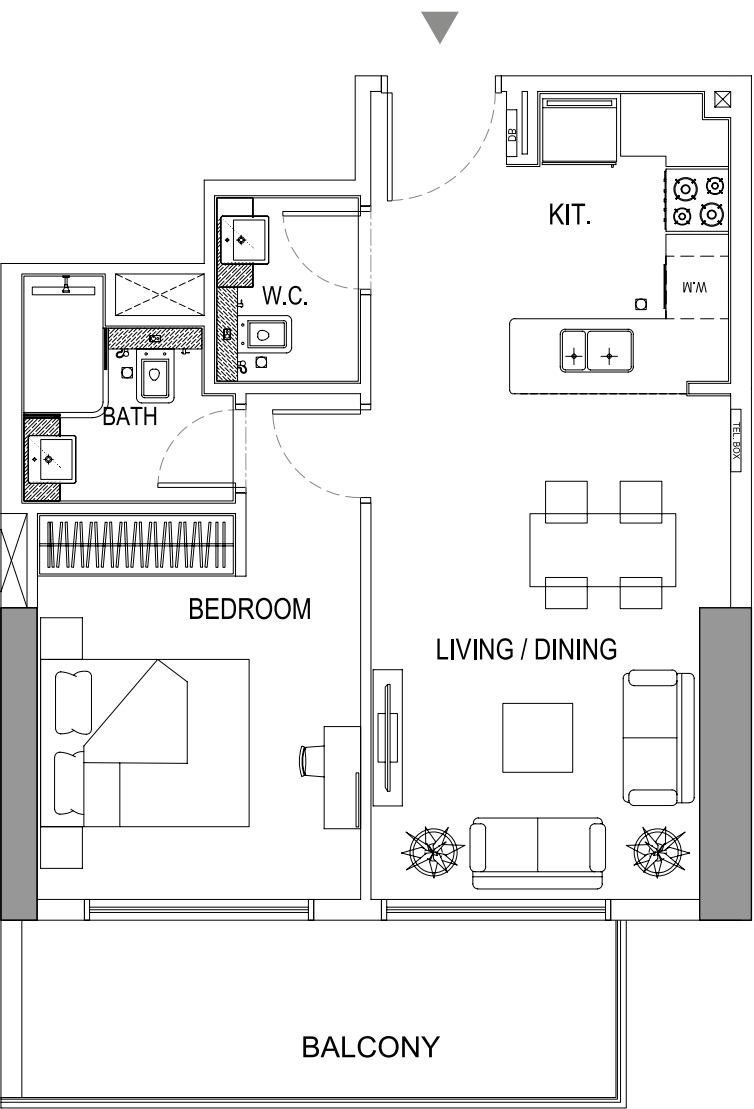 DB
KIT.
W.M
W.C.
BATH
TEL. BOX
BEDROOM
LIVING / DINING
BALCONY